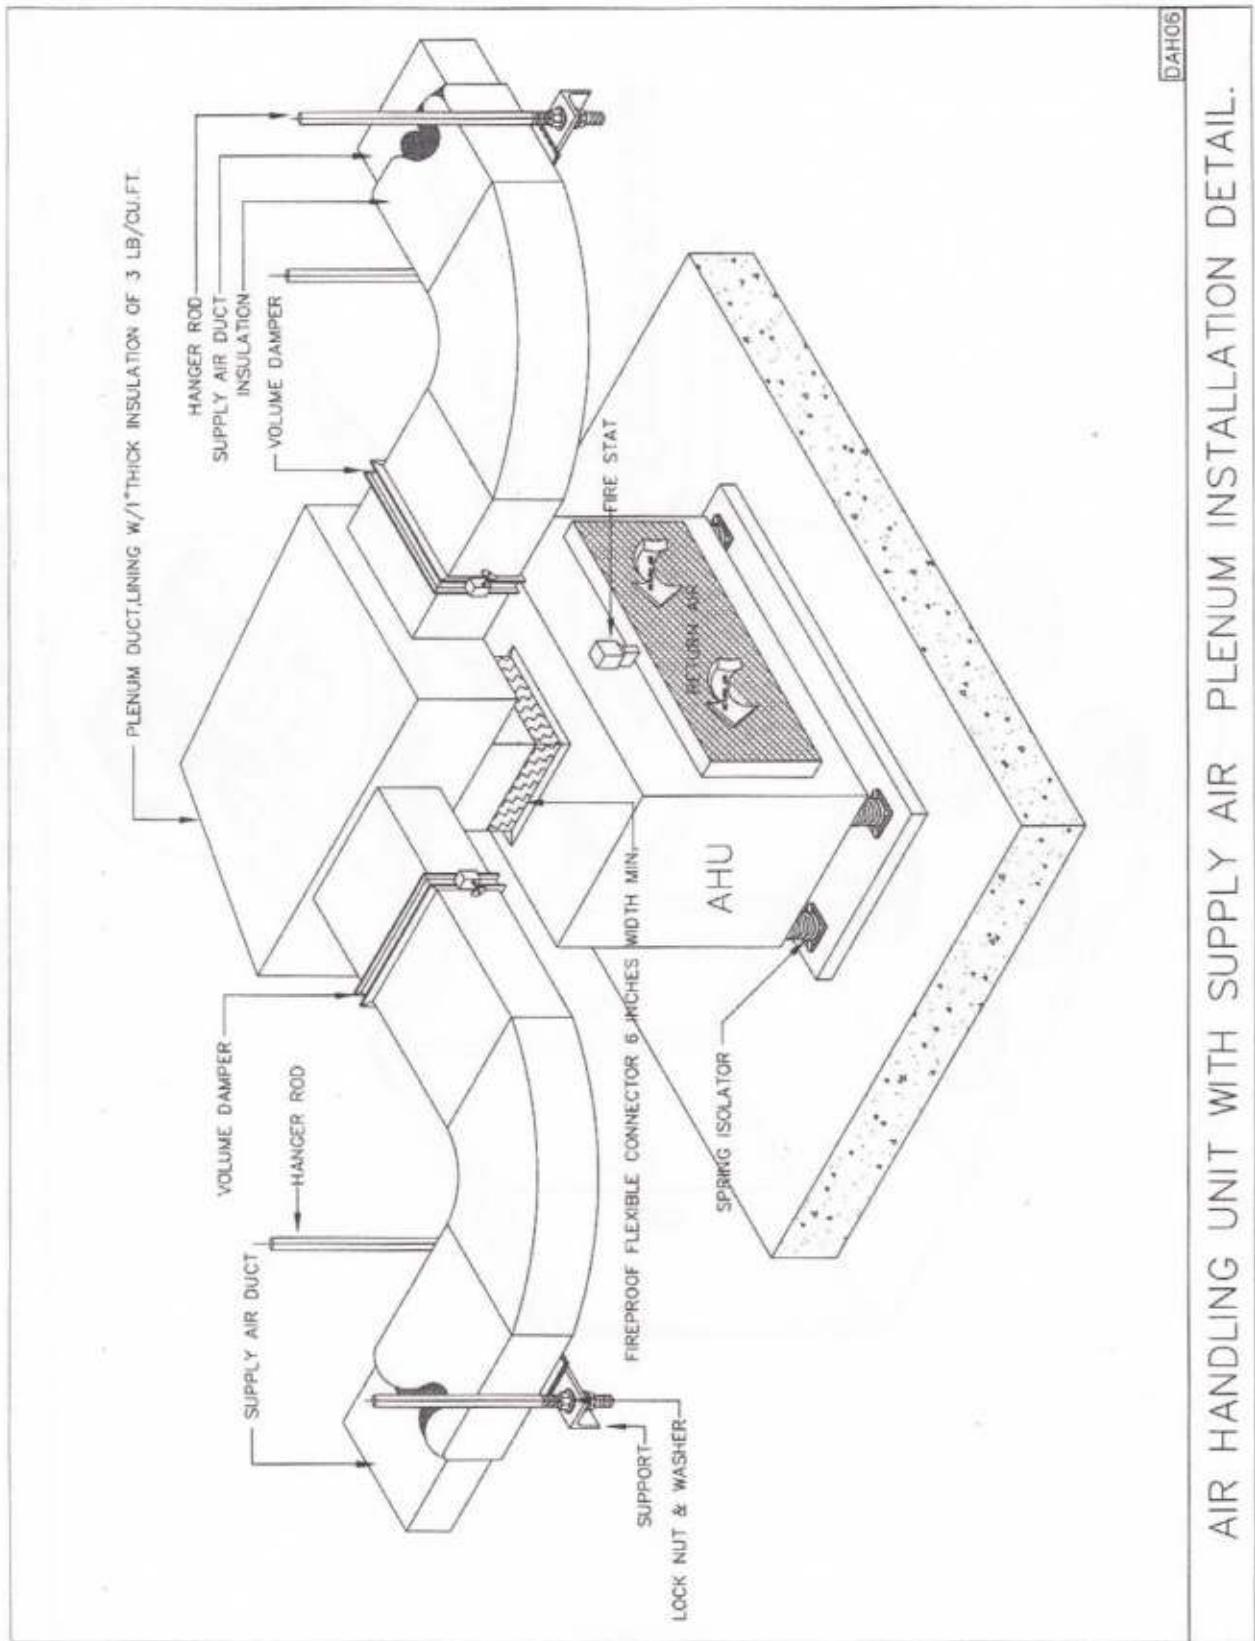 PLENUM DUCT,LINING W/1"THICK INSULATION OF 3 LB/CU.FT.
HANGER ROD
SUPPLY AIR DUCT
INSULATION
VOLUME DAMPER
VOLUME DAMPER
HANGER ROD
SUPPLY AIR DUCT
FIRE STAT
RETURN AIR
AHU
FIREPROOF FLEXIBLE CONNECTOR 6 INCHES WIDTH MIN.
SPRING ISOLATOR
SUPPORT
LOCK NUT & WASHER
DAH06
AIR HANDLING UNIT WITH SUPPLY AIR PLENUM INSTALLATION DETAIL.